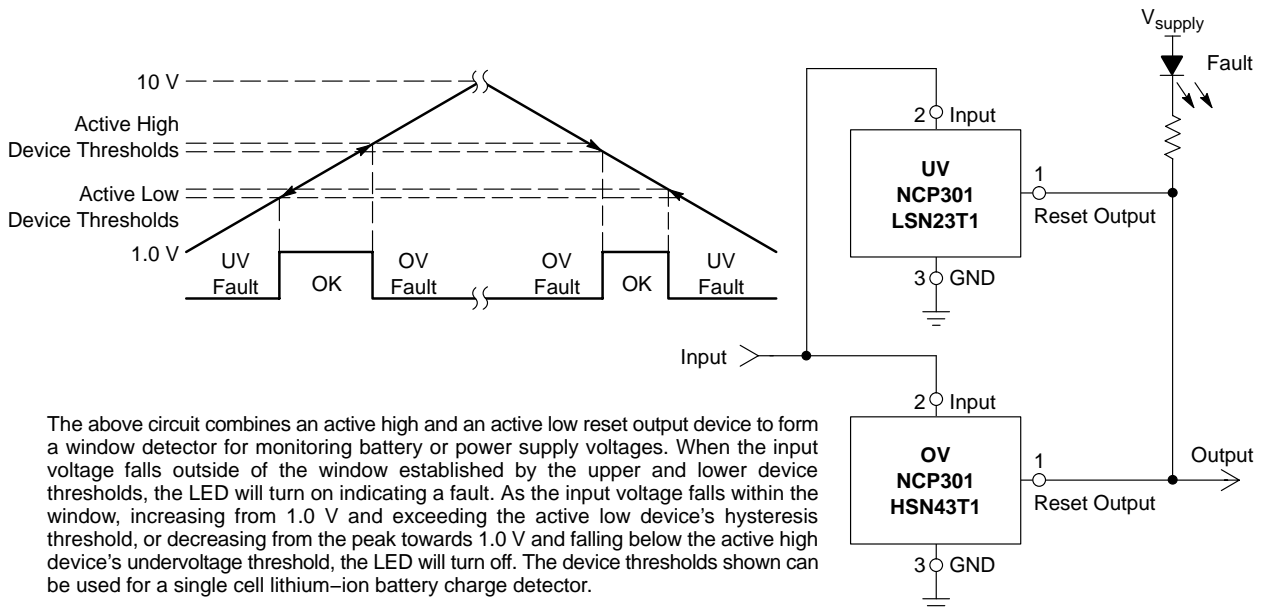 10 V
Active High
Device Thresholds
Active Low
Device Thresholds
1.0 V
UV
Fault
OK
OV
Fault
OV
Fault
OK
UV
Fault
Vsupply
Fault
2 Input
UV
NCP301
LSN23T1
1
Reset Output
3 GND
Input
2 Input
OV
NCP301
HSN43T1
1
Reset Output
Output
3 GND
The above circuit combines an active high and an active low reset output device to form
a window detector for monitoring battery or power supply voltages. When the input
voltage falls outside of the window established by the upper and lower device
thresholds, the LED will turn on indicating a fault. As the input voltage falls within the
window, increasing from 1.0 V and exceeding the active low device's hysteresis
threshold, or decreasing from the peak towards 1.0 V and falling below the active high
device's undervoltage threshold, the LED will turn off. The device thresholds shown can
be used for a single cell lithium−ion battery charge detector.